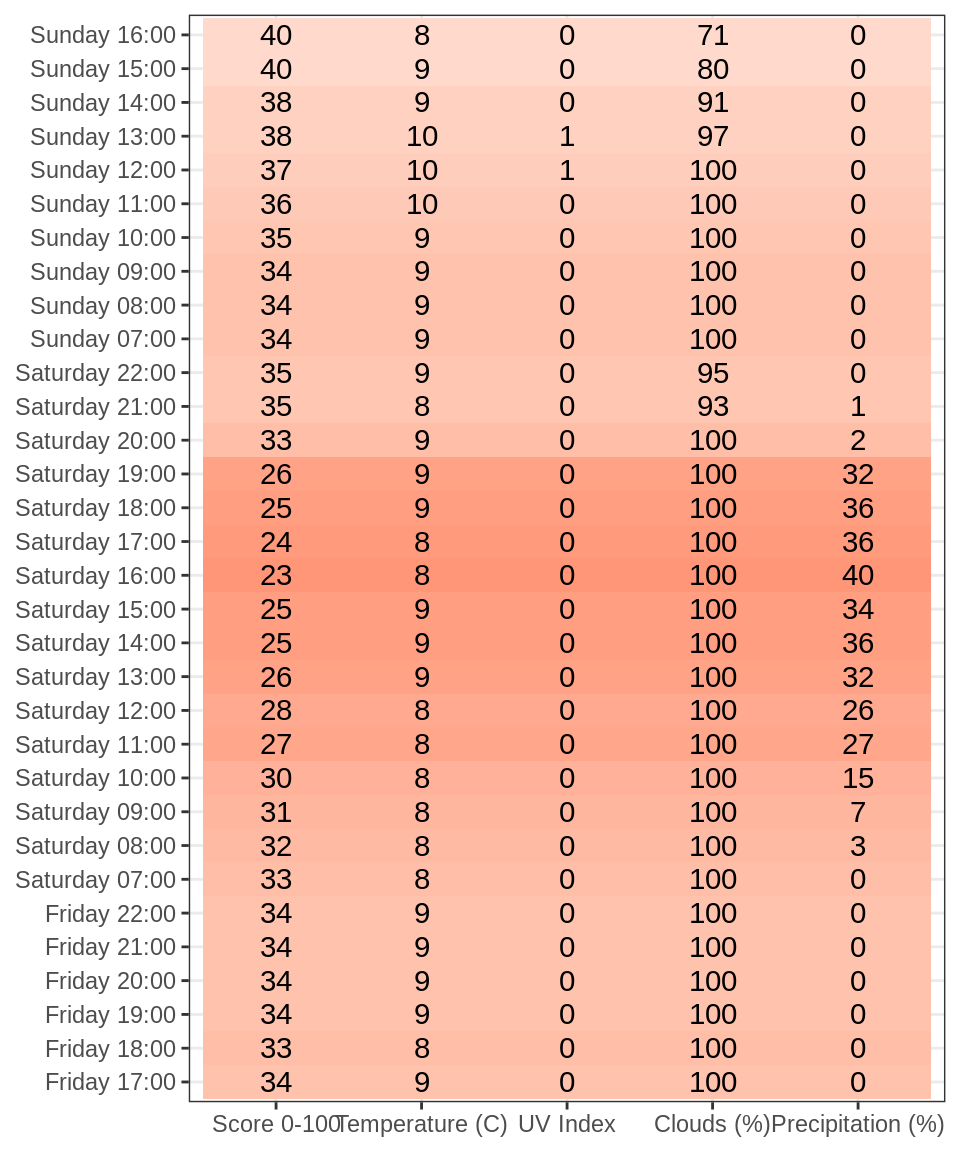 Sunday 16:00 40 8 0 71 0
Sunday 15:00 40 9 0 80 0
Sunday 14:00 38 9 0 91 0
Sunday 13:00 38 10 1 97 0
Sunday 12:00 37 10 1 100 0
Sunday 11:00 36 10 0 100 0
Sunday 10:00 35 9 0 100 0
Sunday 09:00 34 9 0 100 0
Sunday 08:00 34 9 0 100 0
Sunday 07:00 34 9 0 100 0
Saturday 22:00 35 9 0 95 0
Saturday 21:00 35 8 0 93 1
Saturday 20:00 33 9 0 100 2
Saturday 19:00 26 9 0 100 32
Saturday 18:00 25 9 0 100 36
Saturday 17:00 24 8 0 100 36
Saturday 16:00 23 8 0 100 40
Saturday 15:00 25 9 0 100 34
Saturday 14:00 25 9 0 100 36
Saturday 13:00 26 9 0 100 32
Saturday 12:00 28 8 0 100 26
Saturday 11:00 27 8 0 100 27
Saturday 10:00 30 8 0 100 15
Saturday 09:00 31 8 0 100 7
Saturday 08:00 32 8 0 100 3
Saturday 07:00 33 8 0 100 0
Friday 22:00 34 9 0 100 0
Friday 21:00 34 9 0 100 0
Friday 20:00 34 9 0 100 0
Friday 19:00 34 9 0 100 0
Friday 18:00 33 8 0 100 0
Friday 17:00 34 9 0 100 0
Score 0-100 Temperature (C) UV Index Clouds (%) Precipitation (%)